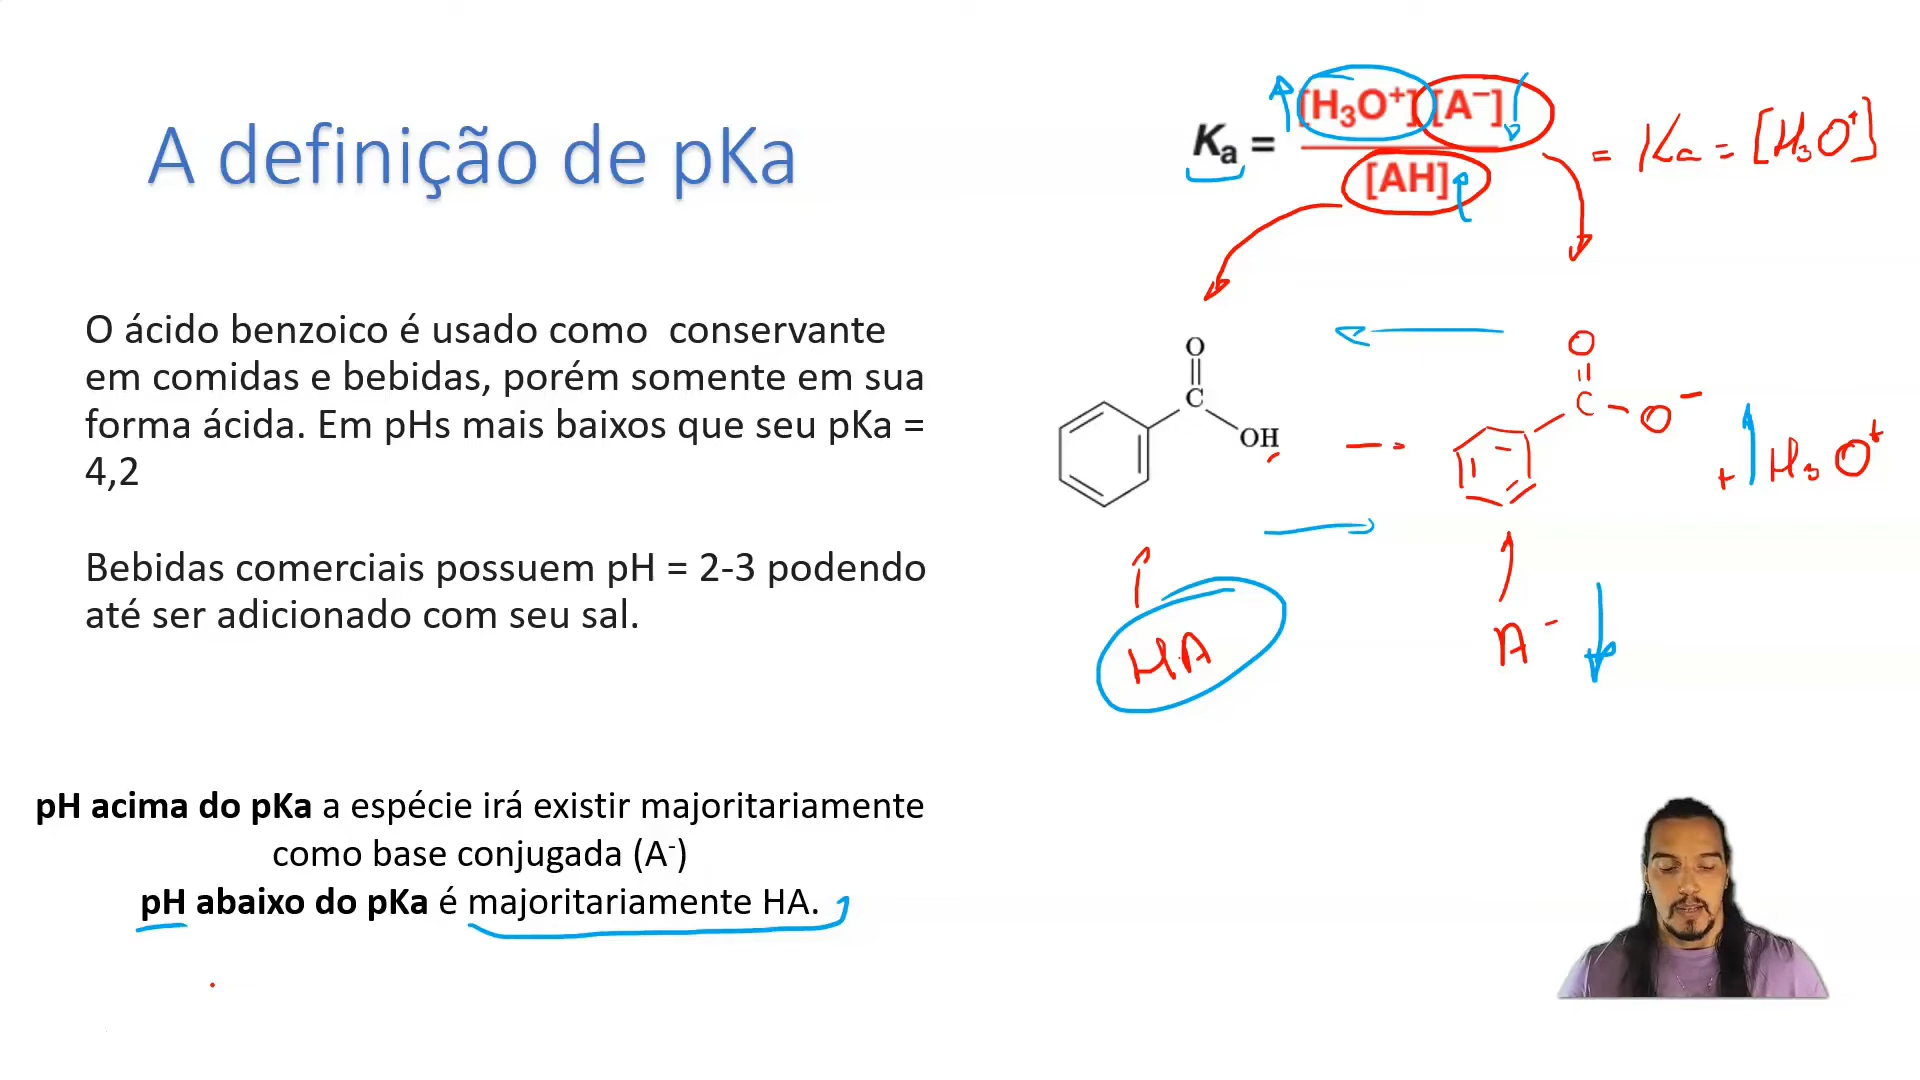 A definição de pKa
O ácido benzoico é usado como  conservante
em comidas e bebidas, porém somente em sua
forma ácida. Em pHs mais baixos que seu pKa =
4,2
Bebidas comerciais possuem pH = 2-3 podendo
até ser adicionado com seu sal.
pH acima do pKa a espécie irá existir majoritariamente
como base conjugada (A⁻)
pH abaixo do pKa é majoritariamente HA.
Kₐ = [H₃O⁺][A⁻]
[AH]
= Ka = [H₃O⁺]
O
C
OH
O
C - O⁻
+ H₃O⁺
HA
A⁻